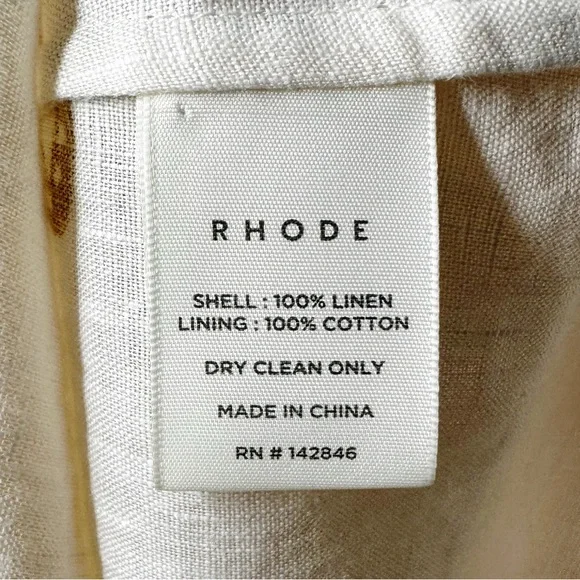 RHODE
SHELL : 100% LINEN
LINING : 100% COTTON
DRY CLEAN ONLY
MADE IN CHINA
RN # 142846